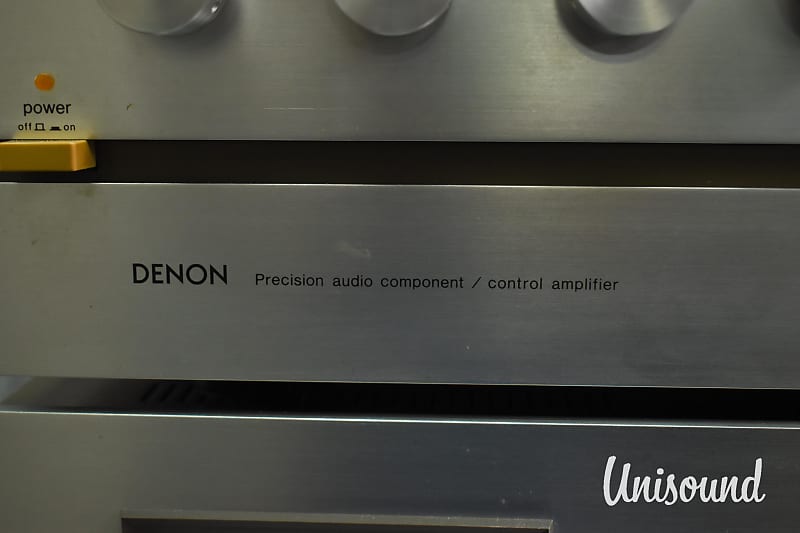 power
off on
DENON Precision audio component / control amplifier
Unisound